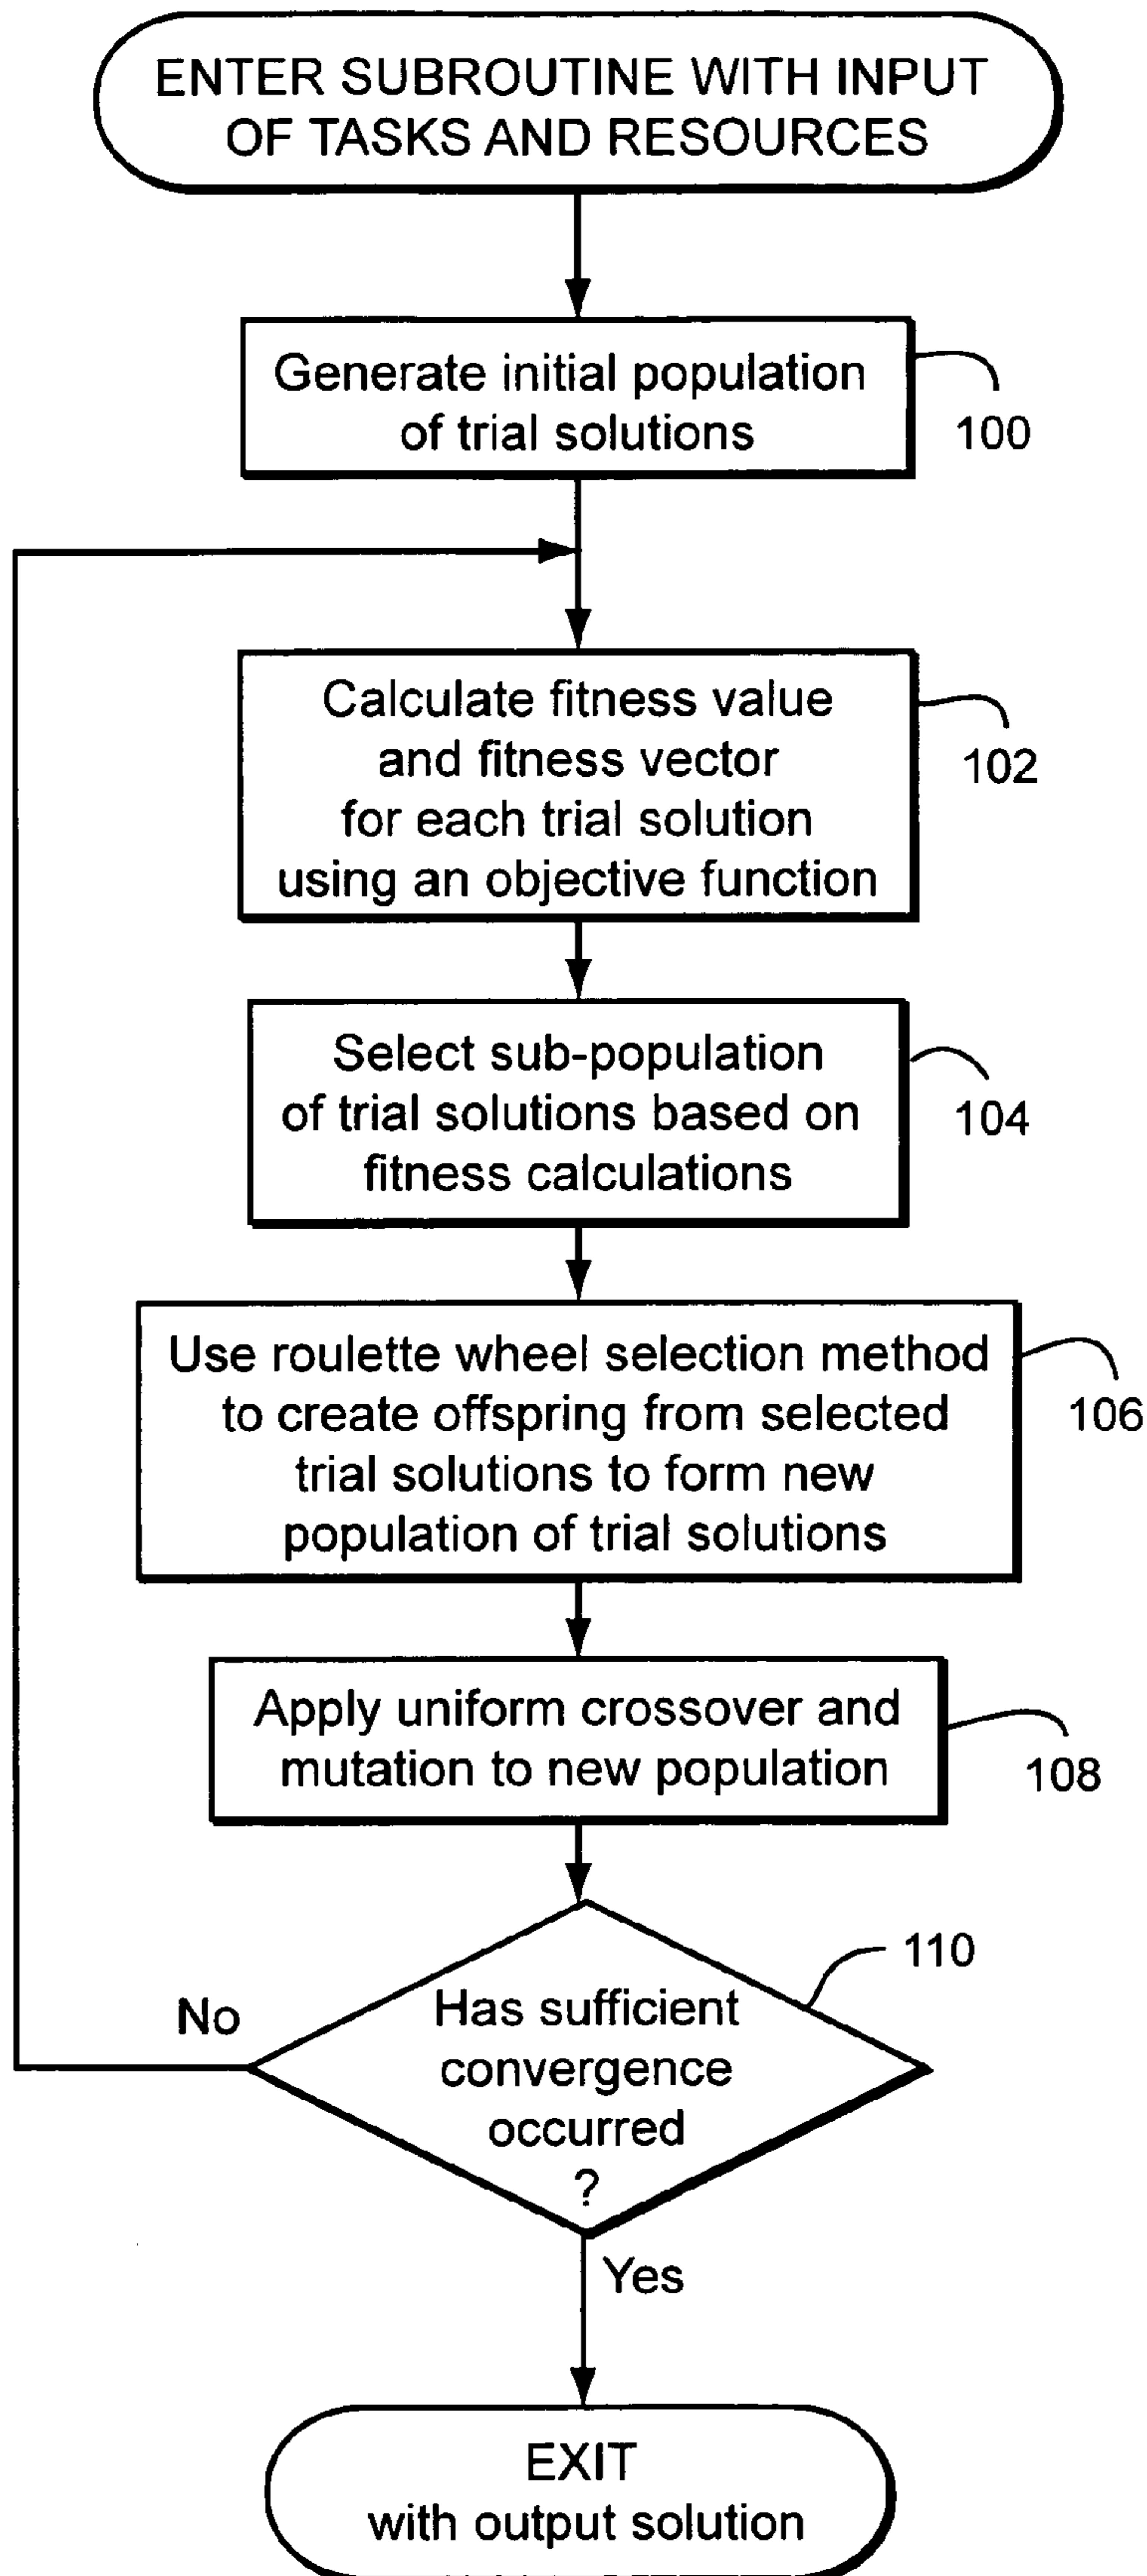 ENTER SUBROUTINE WITH INPUT
OF TASKS AND RESOURCES
Generate initial population
of trial solutions
100
Calculate fitness value
and fitness vector
for each trial solution
using an objective function
102
Select sub-population
of trial solutions based on
fitness calculations
104
Use roulette wheel selection method
to create offspring from selected
trial solutions to form new
population of trial solutions
106
Apply uniform crossover and
mutation to new population
108
110
Has sufficient
convergence
occurred
?
No
Yes
EXIT
with output solution